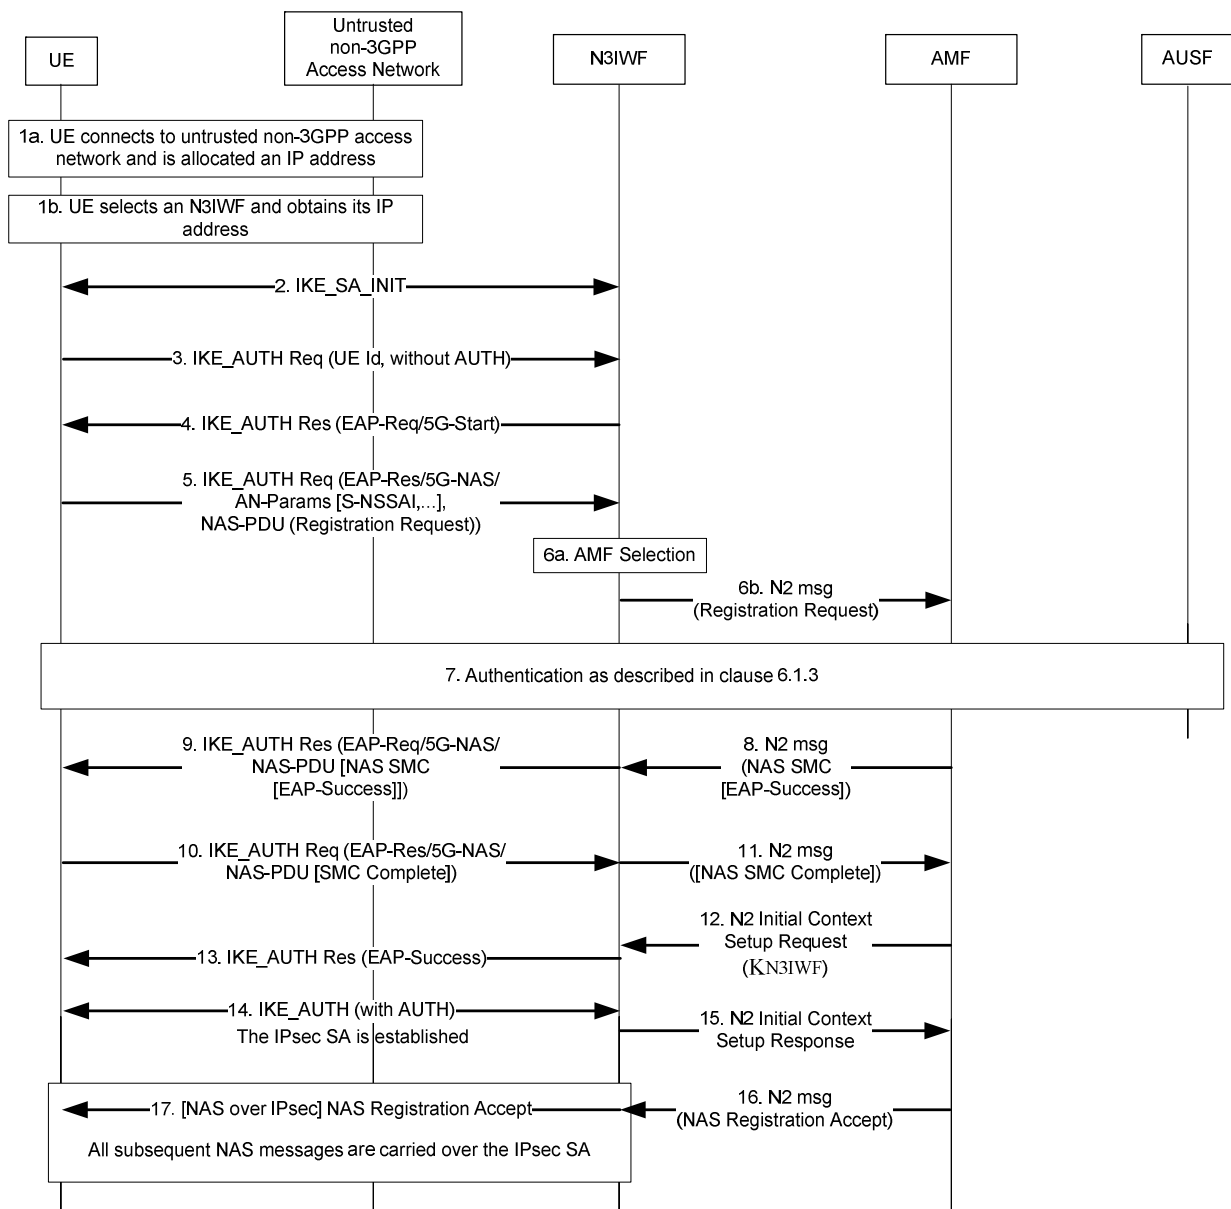 UE
Untrusted
non-3GPP
Access Network
N3IWF
AMF
AUSF
1a. UE connects to untrusted non-3GPP access
network and is allocated an IP address
1b. UE selects an N3IWF and obtains its IP
address
2. IKE_SA_INIT
3. IKE_AUTH Req (UE Id, without AUTH)
4. IKE_AUTH Res (EAP-Req/5G-Start)
5. IKE_AUTH Req (EAP-Res/5G-NAS/
AN-Params [S-NSSAI,...],
NAS-PDU (Registration Request))
6a. AMF Selection
6b. N2 msg
(Registration Request)
7. Authentication as described in clause 6.1.3
9. IKE_AUTH Res (EAP-Req/5G-NAS/
NAS-PDU [NAS SMC
[EAP-Success]])
8. N2 msg
(NAS SMC
[EAP-Success])
10. IKE_AUTH Req (EAP-Res/5G-NAS/
NAS-PDU [SMC Complete])
11. N2 msg
([NAS SMC Complete])
12. N2 Initial Context
Setup Request
(KN3IWF)
13. IKE_AUTH Res (EAP-Success)
14. IKE_AUTH (with AUTH)
The IPsec SA is established
15. N2 Initial Context
Setup Response
16. N2 msg
(NAS Registration Accept)
17. [NAS over IPsec] NAS Registration Accept
All subsequent NAS messages are carried over the IPsec SA